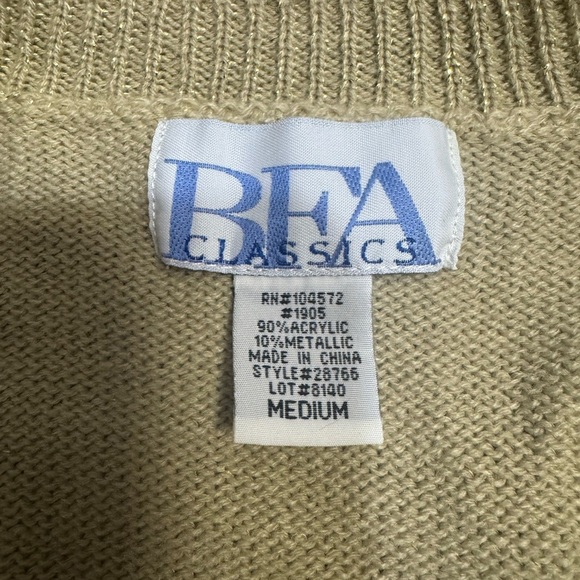 BFA
CLASSICS
RN#104572
#1905
90%ACRYLIC
10%METALLIC
MADE IN CHINA
STYLE#28766
LOT#8140
MEDIUM